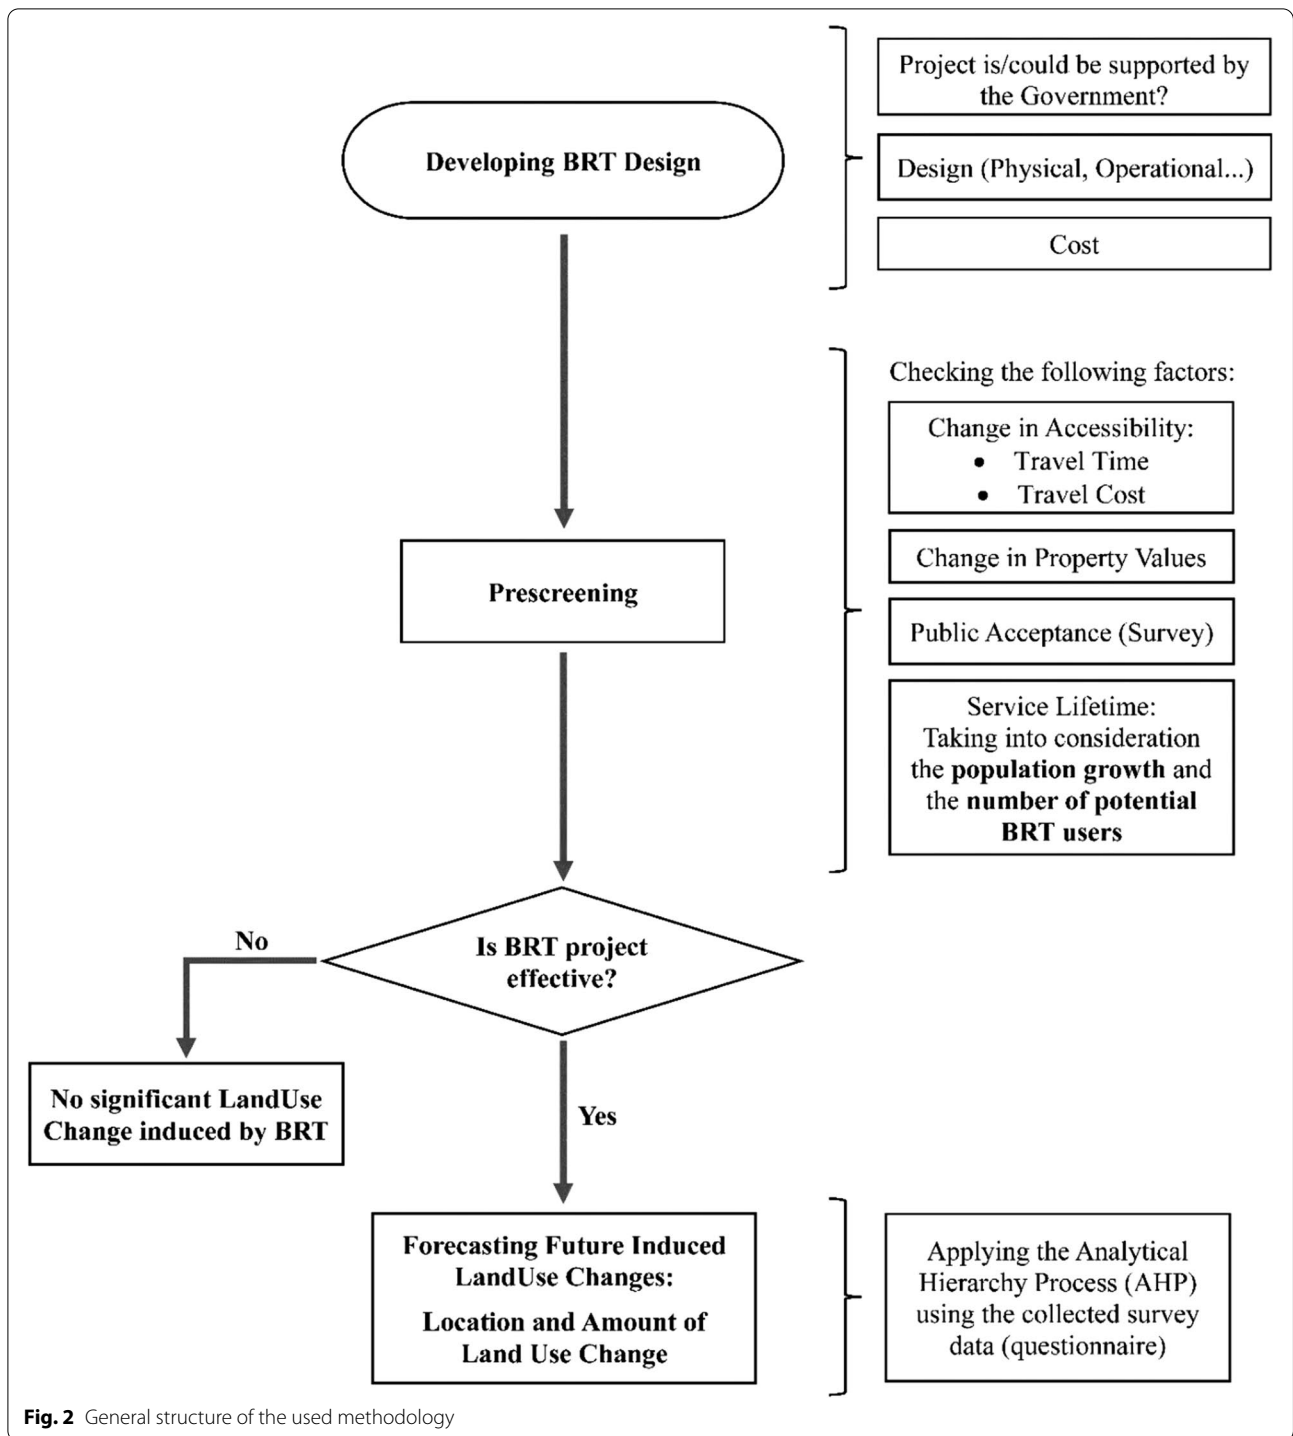 Project is/could be supported by
the Government?
Developing BRT Design
Design (Physical, Operational...)
Cost
Checking the following factors:
Change in Accessibility:
• Travel Time
• Travel Cost
Change in Property Values
Prescreening
Public Acceptance (Survey)
Service Lifetime:
Taking into consideration
the population growth and
the number of potential
BRT users
Is BRT project
effective?
No
No significant LandUse
Change induced by BRT
Yes
Forecasting Future Induced
LandUse Changes:
Location and Amount of
Land Use Change
Applying the Analytical
Hierarchy Process (AHP)
using the collected survey
data (questionnaire)
Fig. 2 General structure of the used methodology